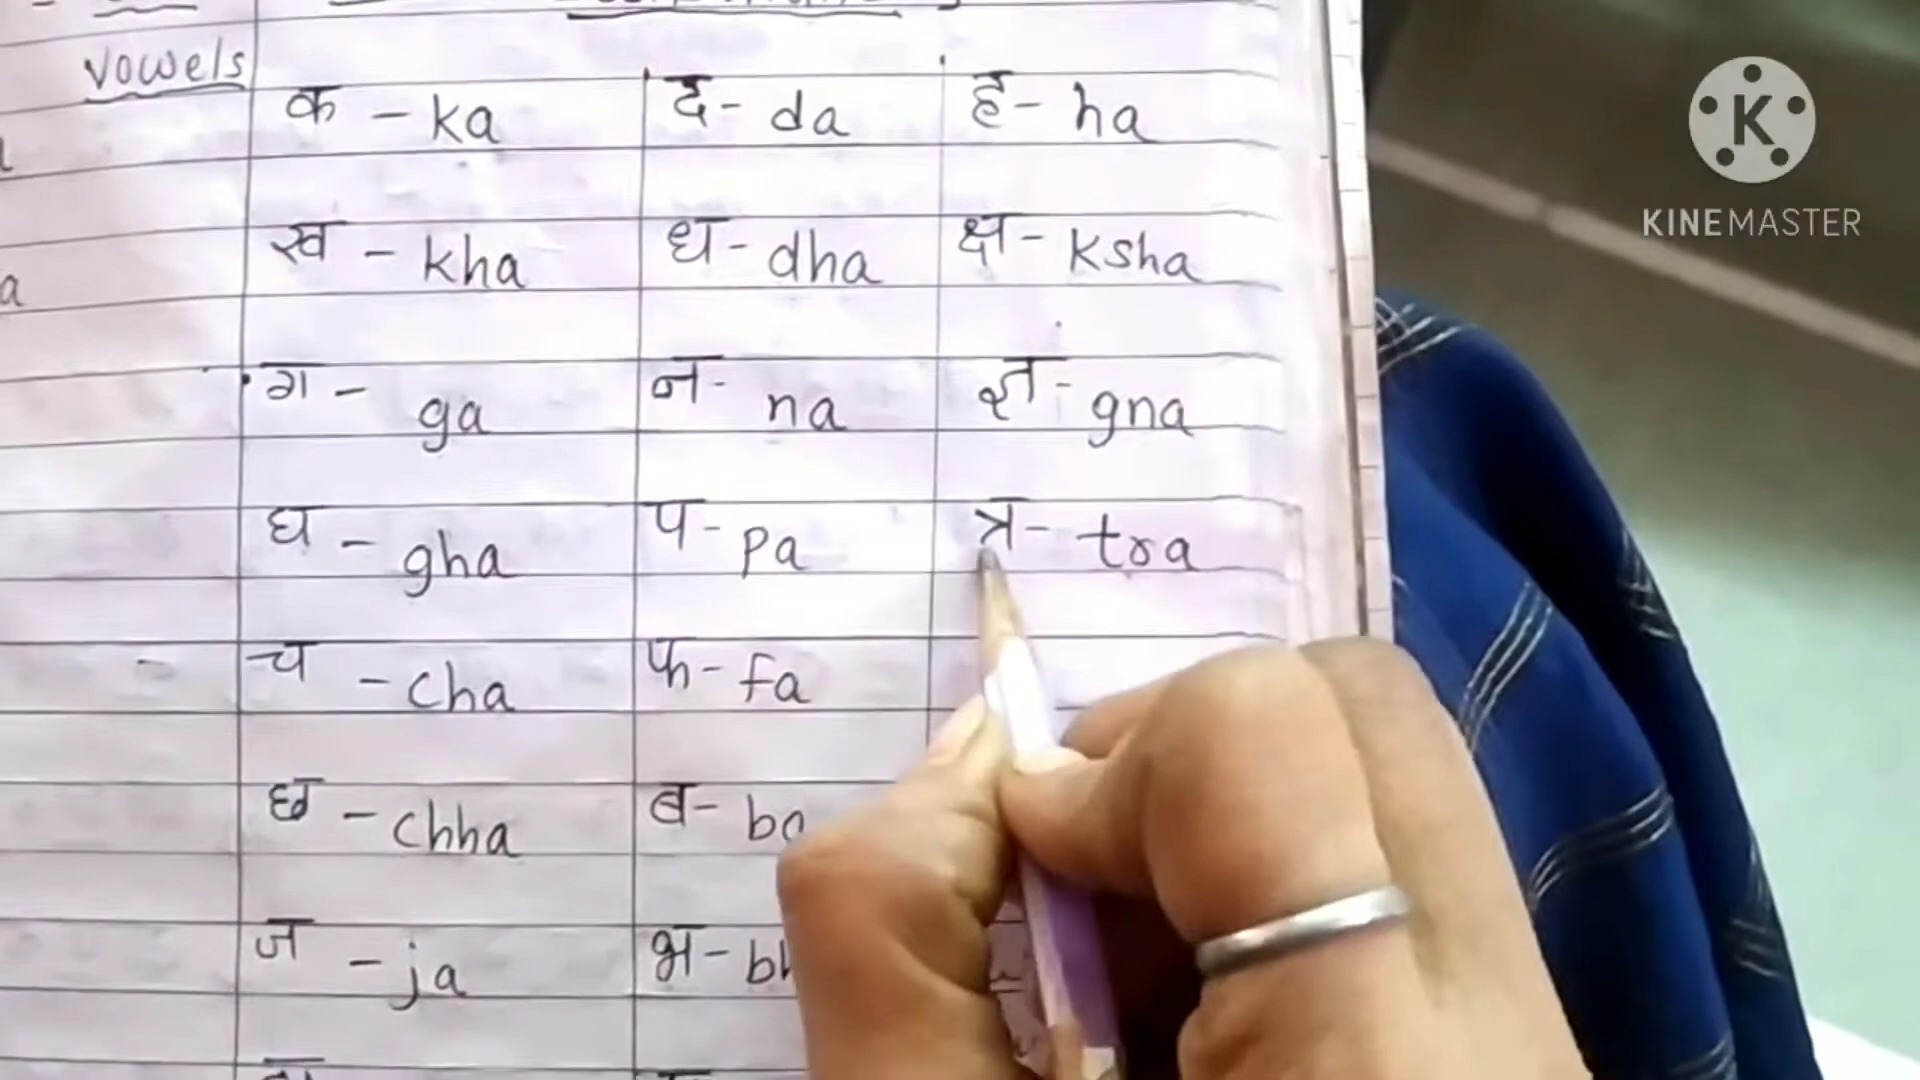 vowels
क - ka द - da ह - ha
ख - kha ध - dha क्ष - ksha
ग - ga न - na ज्ञ - gna
घ - gha प - pa त्र - tra
च - cha फ - fa
छ - chha ब - ba
ज - ja भ - bh
K
KINEMASTER